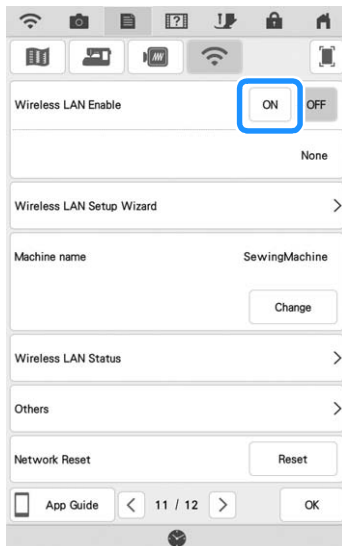 Wireless LAN Enable ON OFF
None
Wireless LAN Setup Wizard
Machine name SewingMachine
Change
Wireless LAN Status
Others
Network Reset Reset
App Guide 11 / 12 OK